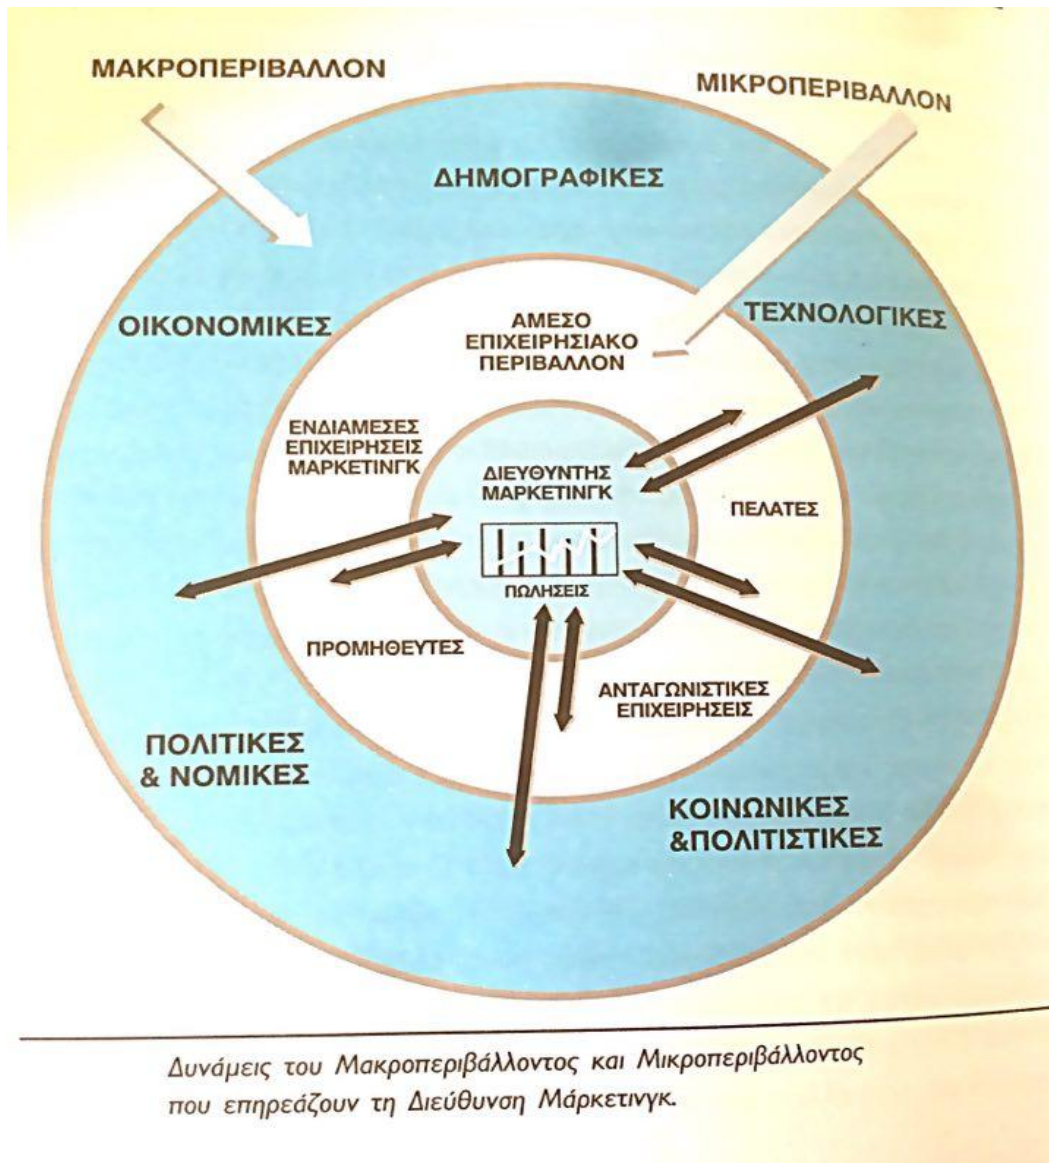 ΜΑΚΡΟΠΕΡΙΒΑΛΛΟΝ
ΜΙΚΡΟΠΕΡΙΒΑΛΛΟΝ
ΔΗΜΟΓΡΑΦΙΚΕΣ
ΟΙΚΟΝΟΜΙΚΕΣ
ΤΕΧΝΟΛΟΓΙΚΕΣ
ΑΜΕΣΟ
ΕΠΙΧΕΙΡΗΣΙΑΚΟ
ΠΕΡΙΒΑΛΛΟΝ
ΕΝΔΙΑΜΕΣΕΣ
ΕΠΙΧΕΙΡΗΣΕΙΣ
ΜΑΡΚΕΤΙΝΓΚ
ΔΙΕΥΘΥΝΤΗΣ
ΜΑΡΚΕΤΙΝΓΚ
ΠΕΛΑΤΕΣ
ΠΩΛΗΣΕΙΣ
ΠΡΟΜΗΘΕΥΤΕΣ
ΑΝΤΑΓΩΝΙΣΤΙΚΕΣ
ΕΠΙΧΕΙΡΗΣΕΙΣ
ΠΟΛΙΤΙΚΕΣ
& ΝΟΜΙΚΕΣ
ΚΟΙΝΩΝΙΚΕΣ
&ΠΟΛΙΤΙΣΤΙΚΕΣ
Δυνάμεις του Μακροπεριβάλλοντος και Μικροπεριβάλλοντος
που επηρεάζουν τη Διεύθυνση Μάρκετινγκ.